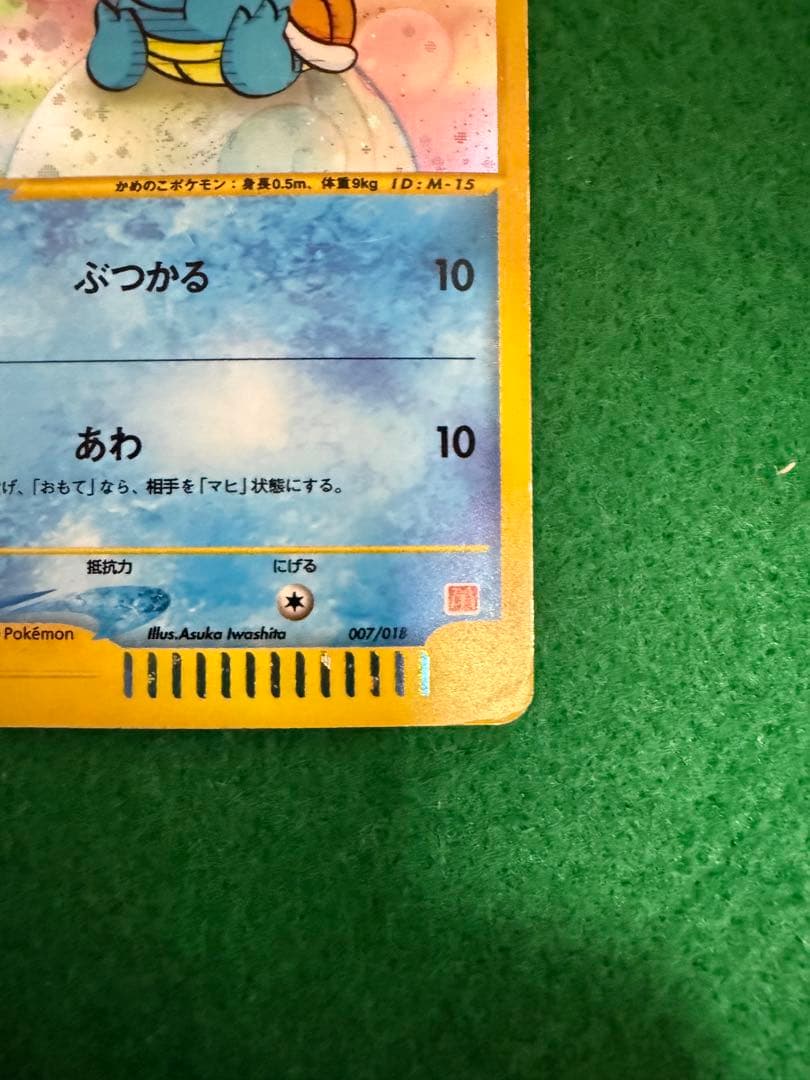 かめのこポケモン：身長0.5m、体重9kg ID:M-15
ぶつかる 10
あわ 10
げ、「おもて」なら、相手を「マヒ」状態にする。
抵抗力 にげる
Pokémon Illus.Asuka Iwashita 007/018